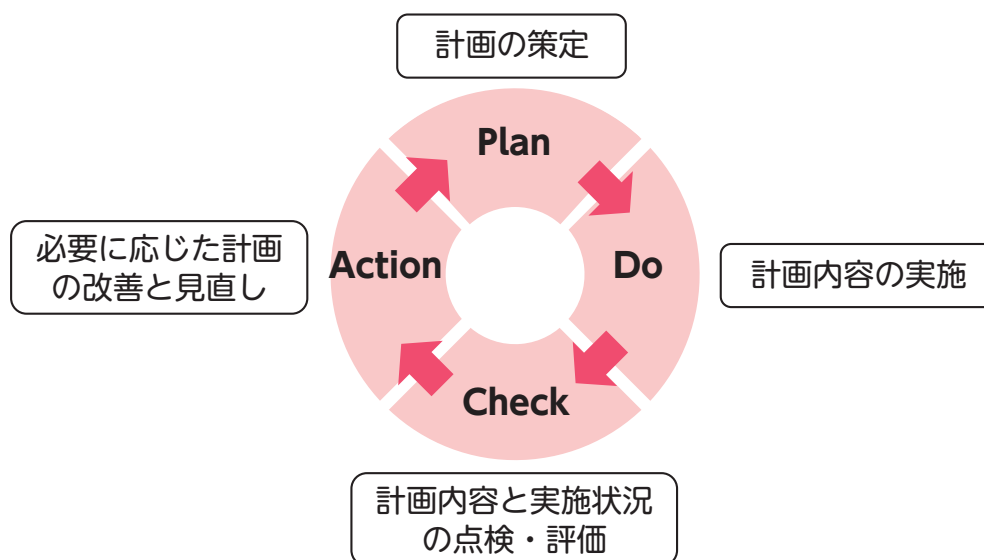 計画の策定
Plan
必要に応じた計画
の改善と見直し
Action
Do
計画内容の実施
Check
計画内容と実施状況
の点検・評価